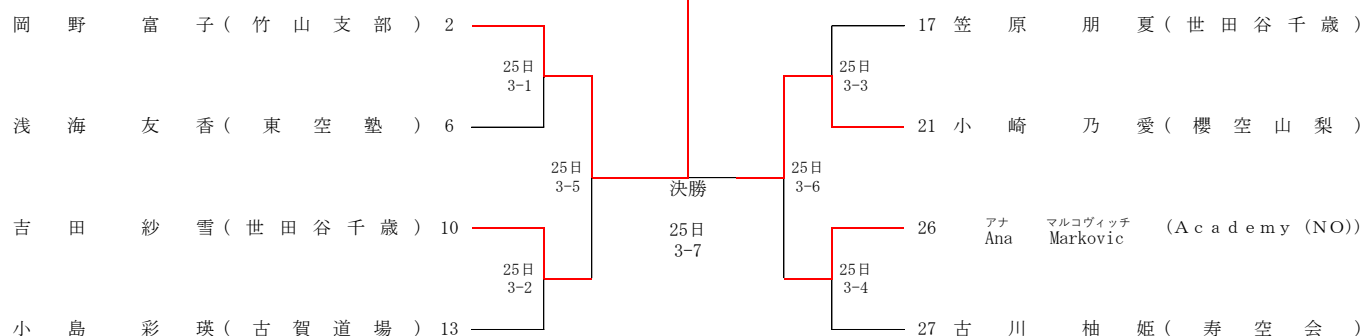 岡野 富子(竹山支部) 2
17 笠原 朋夏(世田谷千歳)
25日
3-1
25日
3-3
浅海 友香(東空塾) 6
21 小崎 乃愛(櫻空山梨)
25日
3-5
決勝
25日
3-6
吉田 紗雪(世田谷千歳) 10
25日
3-7
アナ マルコヴィッチ
26 Ana Markovic (Academy (NO))
25日
3-2
25日
3-4
小島 彩瑛(古賀道場) 13
27 古川 柚姫(寿空会)